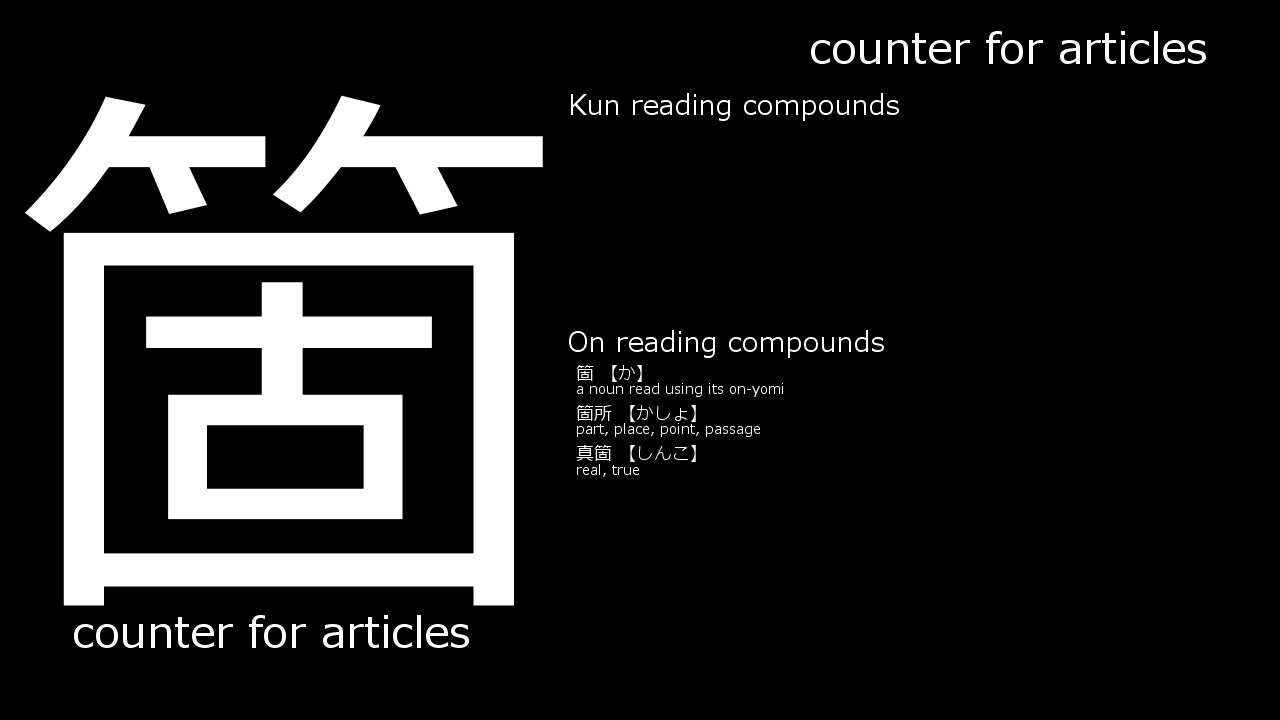 counter for articles
箇
counter for articles
Kun reading compounds
On reading compounds
箇 【か】
a noun read using its on-yomi
箇所 【かしょ】
part, place, point, passage
真箇 【しんこ】
real, true